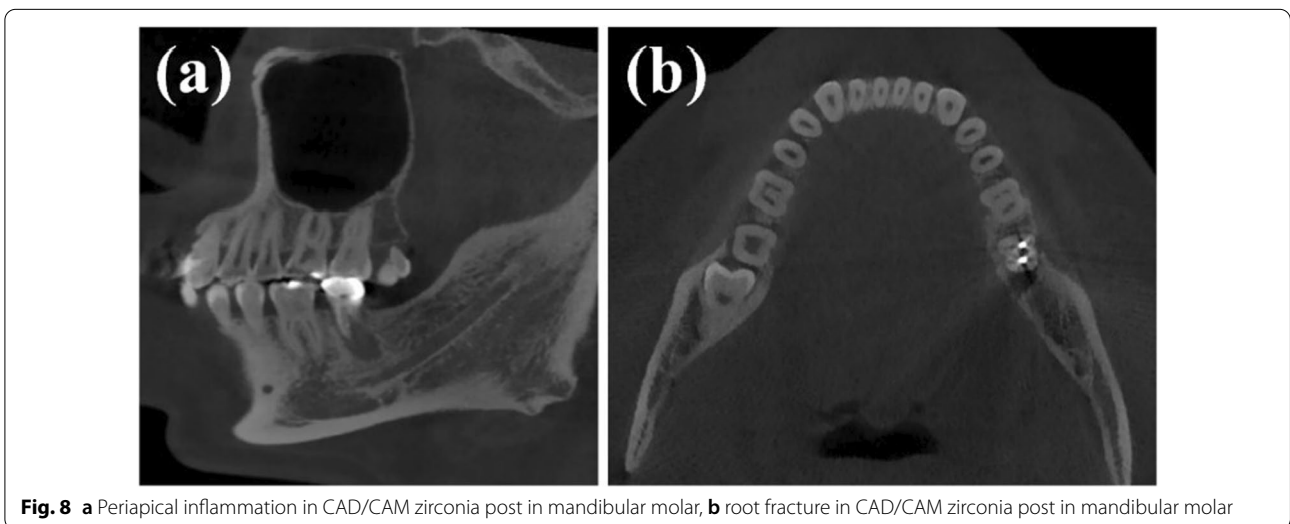 (a)
(b)
Fig. 8 a Periapical inflammation in CAD/CAM zirconia post in mandibular molar, b root fracture in CAD/CAM zirconia post in mandibular molar